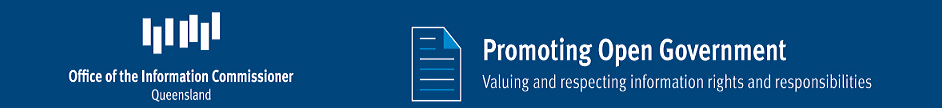 Office of the Information Commissioner
Queensland
Promoting Open Government
Valuing and respecting information rights and responsibilities